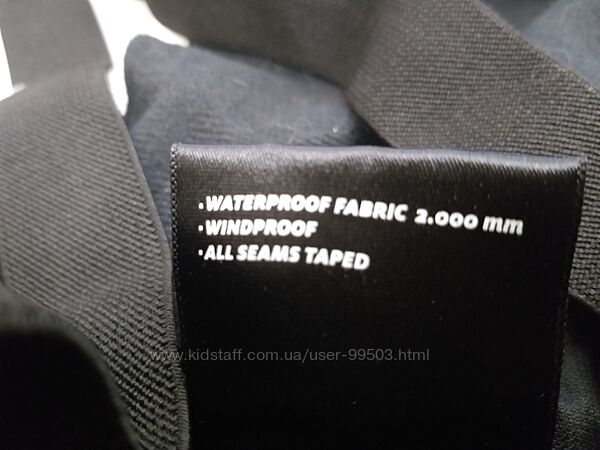 ·WATERPROOF FABRIC 2.000 mm
·WINDPROOF
·ALL SEAMS TAPED
www.kidstaff.com.ua/user-99503.html